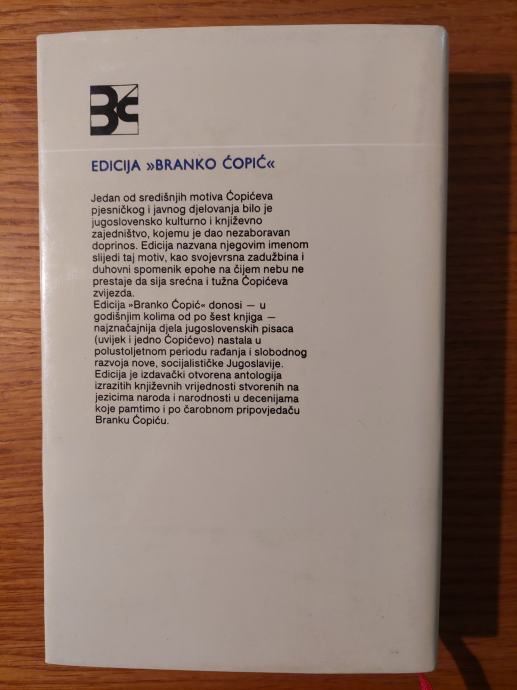 BĆ
EDICIJA »BRANKO ĆOPIĆ«
Jedan od središnjih motiva Ćopićeva
pjesničkog i javnog djelovanja bilo je
jugoslovensko kulturno i književno
zajedništvo, kojemu je dao nezaboravan
doprinos. Edicija nazvana njegovim imenom
slijedi taj motiv, kao svojevrsna zadužbina i
duhovni spomenik epohe na čijem nebu ne
prestaje da sija srećna i tužna Ćopićeva
zvijezda.
Edicija »Branko Ćopić« donosi — u
godišnjim kolima od po šest knjiga —
najznačajnija djela jugoslovenskih pisaca
(uvijek i jedno Ćopićevo) nastala u
polustoljetnom periodu rađanja i slobodnog
razvoja nove, socijalističke Jugoslavije.
Edicija je izdavački otvorena antologija
izrazitih književnih vrijednosti stvorenih na
jezicima naroda i narodnosti u decenijama
koje pamtimo i po čarobnom pripovjedaču
Branku Ćopiću.